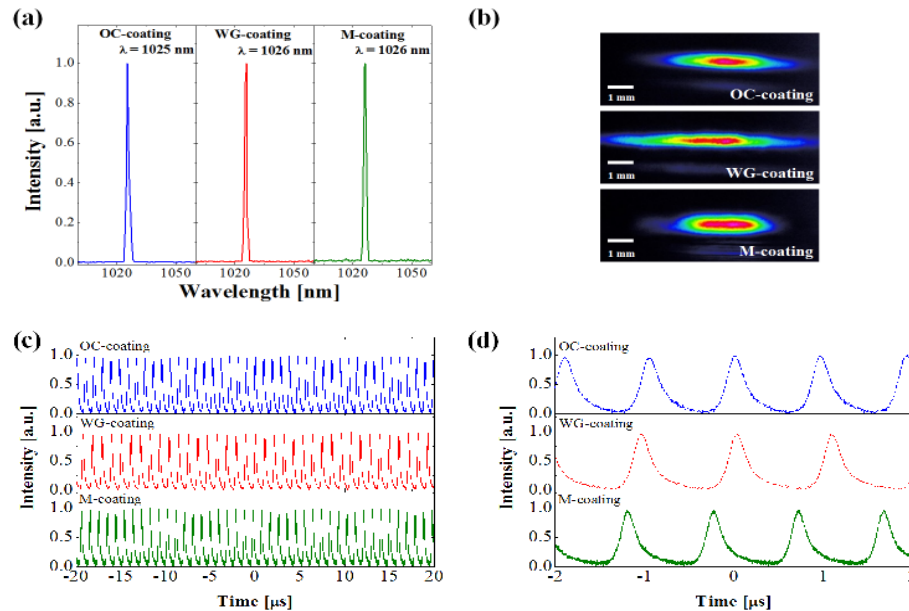 (a)
OC-coating WG-coating M-coating
λ = 1025 nm λ = 1026 nm λ = 1026 nm
1.0
0.8
0.6
0.4
0.2
0.0
Intensity [a.u.]
1020 1050 1020 1050 1020 1050
Wavelength [nm]
(b)
1 mm OC-coating
1 mm WG-coating
1 mm M-coating
(c)
OC-coating
1.0
0.5
0.0
WG-coating
1.0
0.5
0.0
M-coating
1.0
0.5
0.0
Intensity [a.u.]
-20 -15 -10 -5 0 5 10 15 20
Time [μs]
(d)
OC-coating
1.0
0.5
0.0
WG-coating
1.0
0.5
0.0
M-coating
1.0
0.5
0.0
Intensity [a.u.]
-2 -1 0 1
Time [μs]